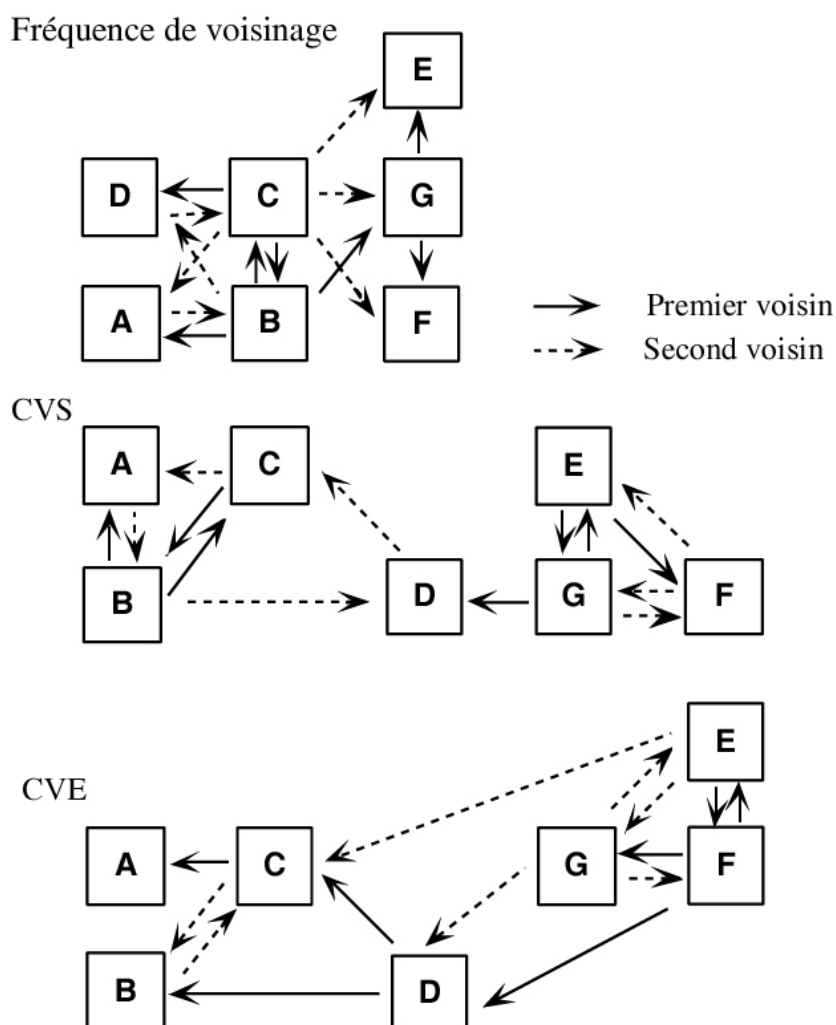 Fréquence de voisinage
E
D C G
A B F
Premier voisin
Second voisin
CVS
A C E
B D G F
E
CVE
A C G F
B D